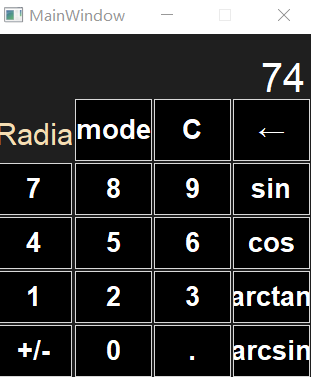 MainWindow
74
Radia mode C ←
7 8 9 sin
4 5 6 cos
1 2 3 arctan
+/- 0 . arcsin